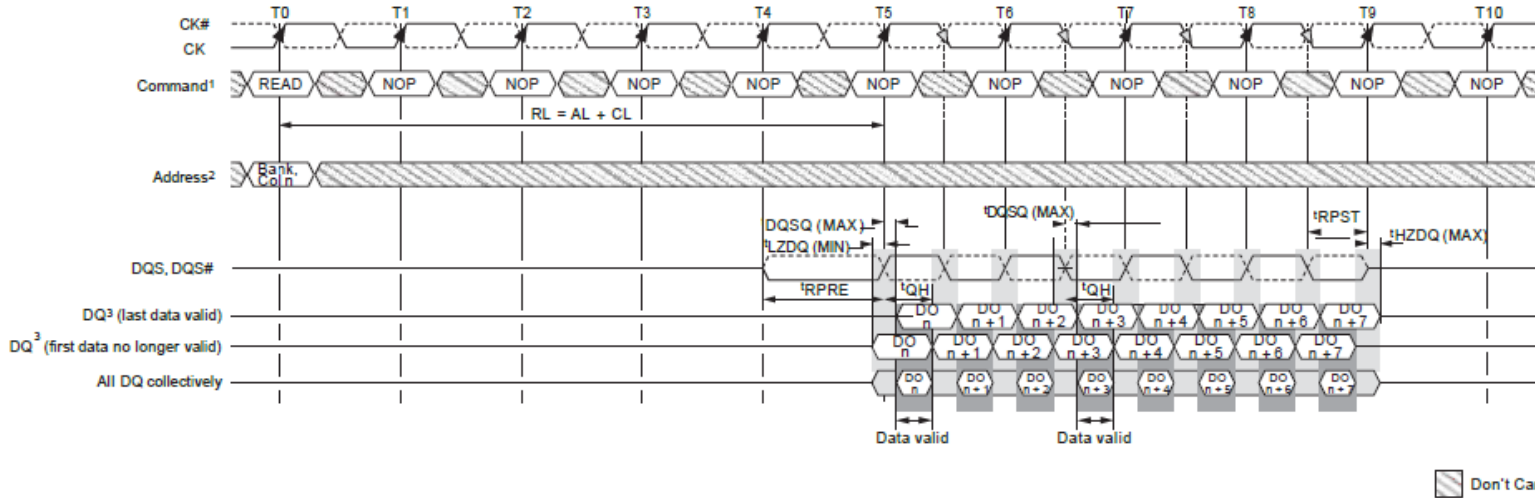 T0 T1 T2 T3 T4 T5 T6 T7 T8 T9 T10
CK#
CK
Command1 READ NOP NOP NOP NOP NOP NOP NOP NOP NOP NOP
RL = AL + CL
Address2 Bank, Col n
tDQSQ (MAX) tDQSQ (MAX) tRPST
tLZDQ (MIN) tHZDQ (MAX)
DQS, DQS#
tRPRE tQH tQH
DQ3 (last data valid) DO n DO n + 1 DO n + 2 DO n + 3 DO n + 4 DO n + 5 DO n + 6 DO n + 7
DQ3 (first data no longer valid) DO n DO n + 1 DO n + 2 DO n + 3 DO n + 4 DO n + 5 DO n + 6 DO n + 7
All DQ collectively DO n DO n + 1 DO n + 2 DO n + 3 DO n + 4 DO n + 5 DO n + 6 DO n + 7
Data valid Data valid
Don't Ca